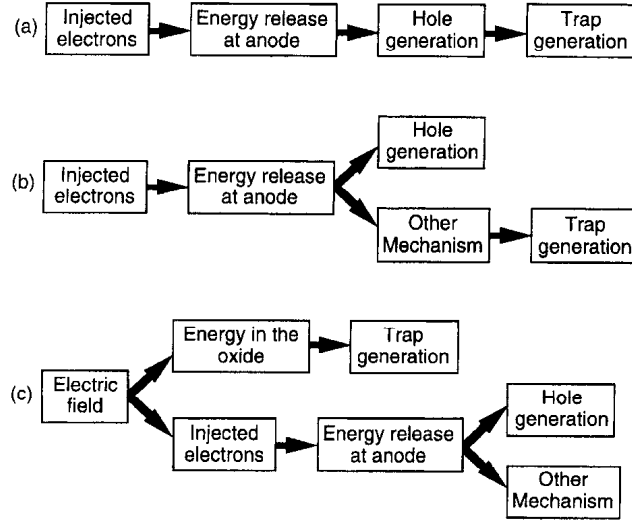 (a)
Injected
electrons
Energy release
at anode
Hole
generation
Trap
generation
(b)
Injected
electrons
Energy release
at anode
Hole
generation
Other
Mechanism
Trap
generation
(c)
Electric
field
Energy in the
oxide
Trap
generation
Injected
electrons
Energy release
at anode
Hole
generation
Other
Mechanism